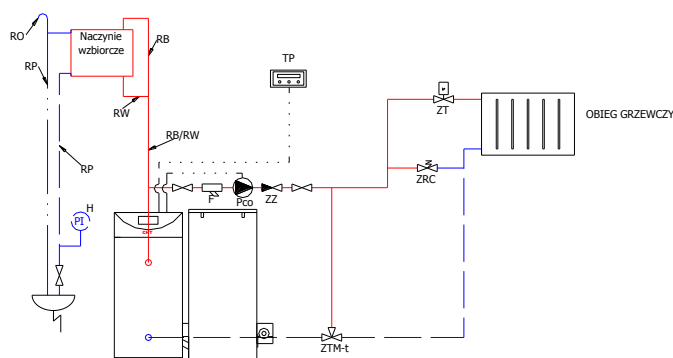 RO
Naczynie
wzbiorcze
RB
RP
TP
RW
ZT
OBIEG GRZEWCZY
RB/RW
RP
ZRC
H
PI
F
Pco
ZZ
ZTM-t